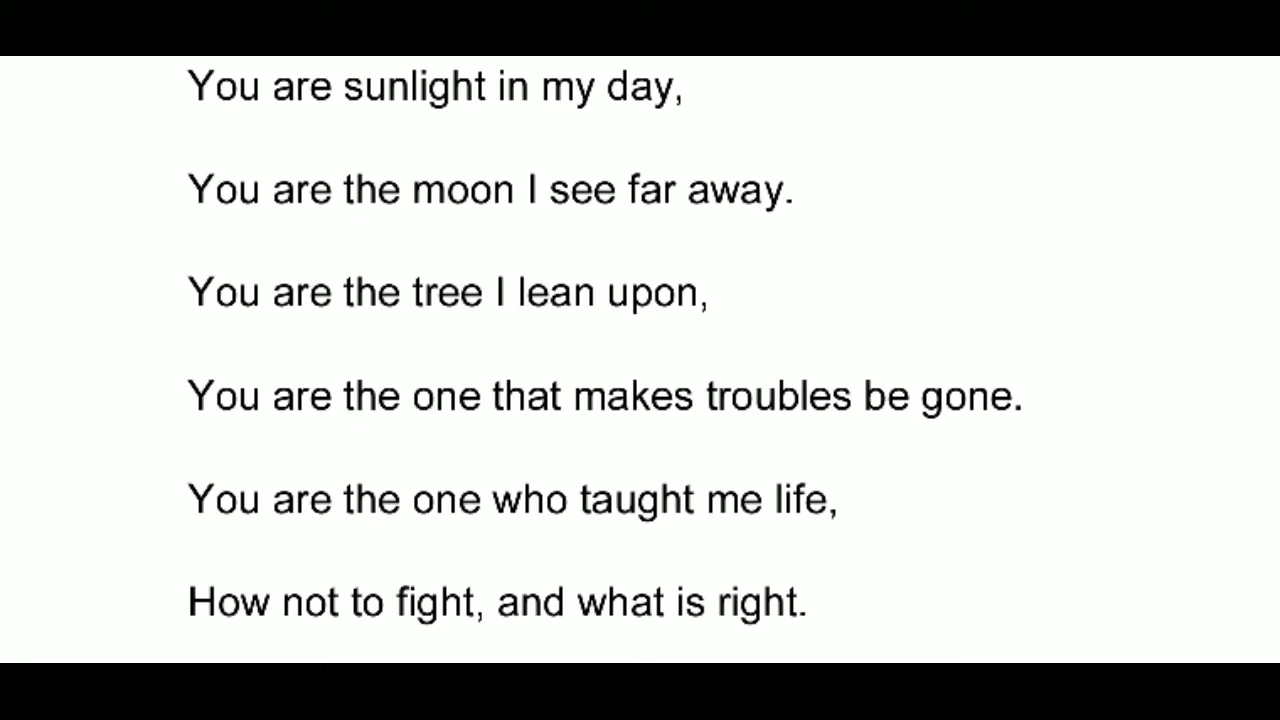 You are sunlight in my day,
You are the moon I see far away.
You are the tree I lean upon,
You are the one that makes troubles be gone.
You are the one who taught me life,
How not to fight, and what is right.